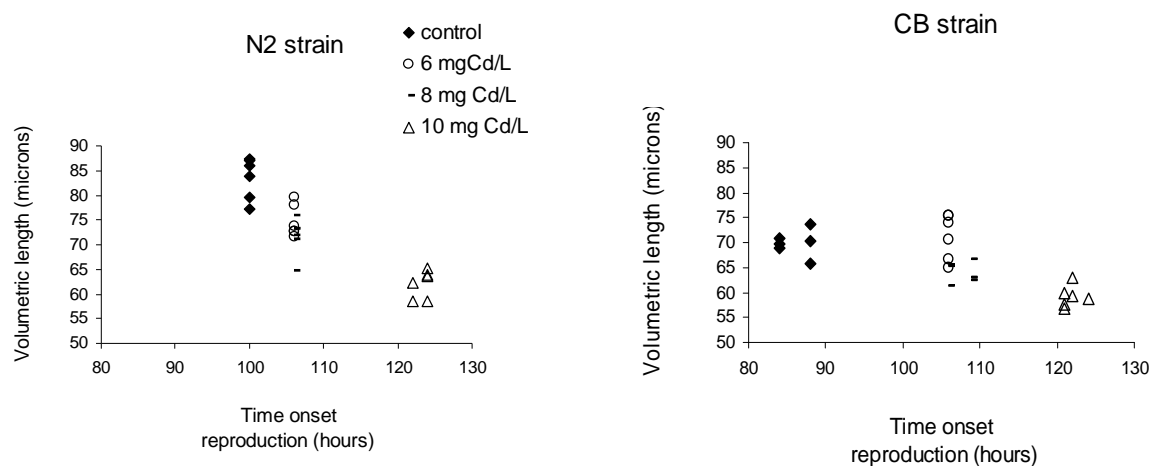 N2 strain
control
6 mgCd/L
8 mg Cd/L
10 mg Cd/L
Volumetric length (microns)
90
85
80
75
70
65
60
55
50
80 90 100 110 120 130
Time onset
reproduction (hours)
CB strain
Volumetric length (microns)
90
85
80
75
70
65
60
55
50
80 90 100 110 120 130
Time onset
reproduction (hours)